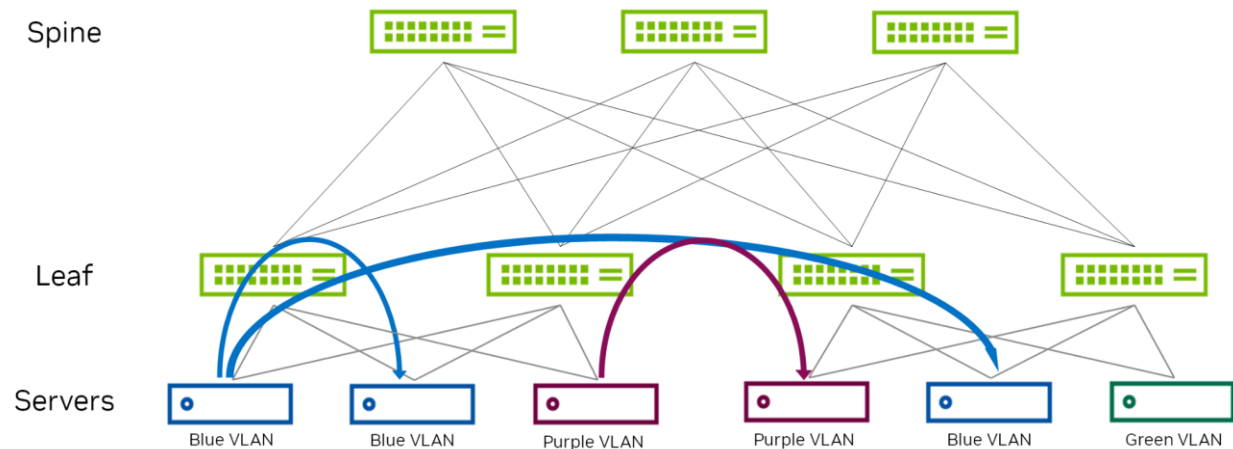 Spine
Leaf
Servers
Blue VLAN
Blue VLAN
Purple VLAN
Purple VLAN
Blue VLAN
Green VLAN